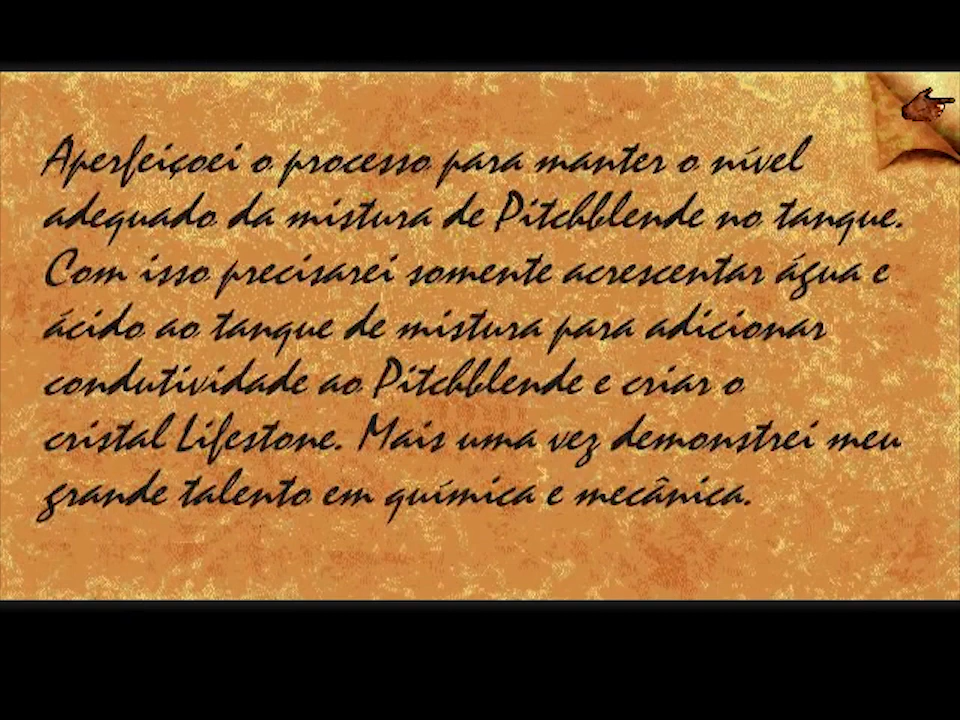 Aperfeiçoei o processo para manter o nível
adequado da mistura de Pitchblende no tanque.
Com isso precisarei somente acrescentar água e
ácido ao tanque de mistura para adicionar
condutividade ao Pitchblende e criar o
cristal Lifestone. Mais uma vez demonstrei meu
grande talento em química e mecânica.